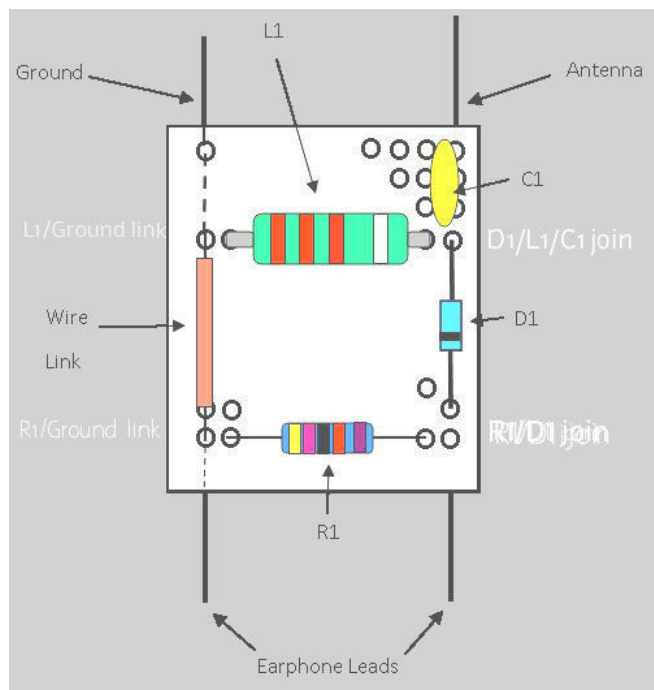 L1
Ground
Antenna
C1
L1/Ground link
D1/L1/C1 join
Wire
Link
D1
R1/Ground link
R1/D1 join
R1
Earphone Leads